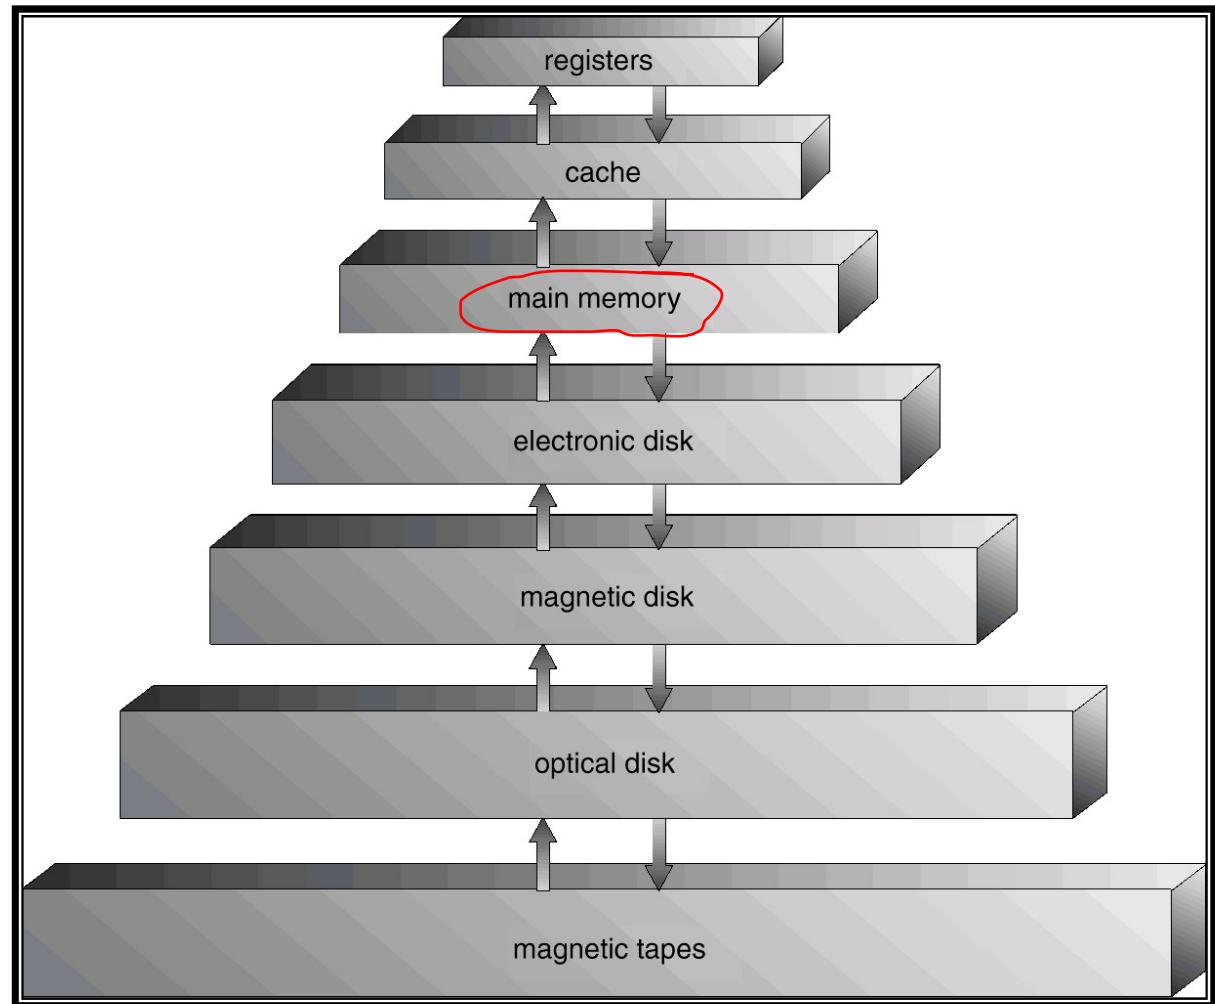 registers
cache
main memory
electronic disk
magnetic disk
optical disk
magnetic tapes